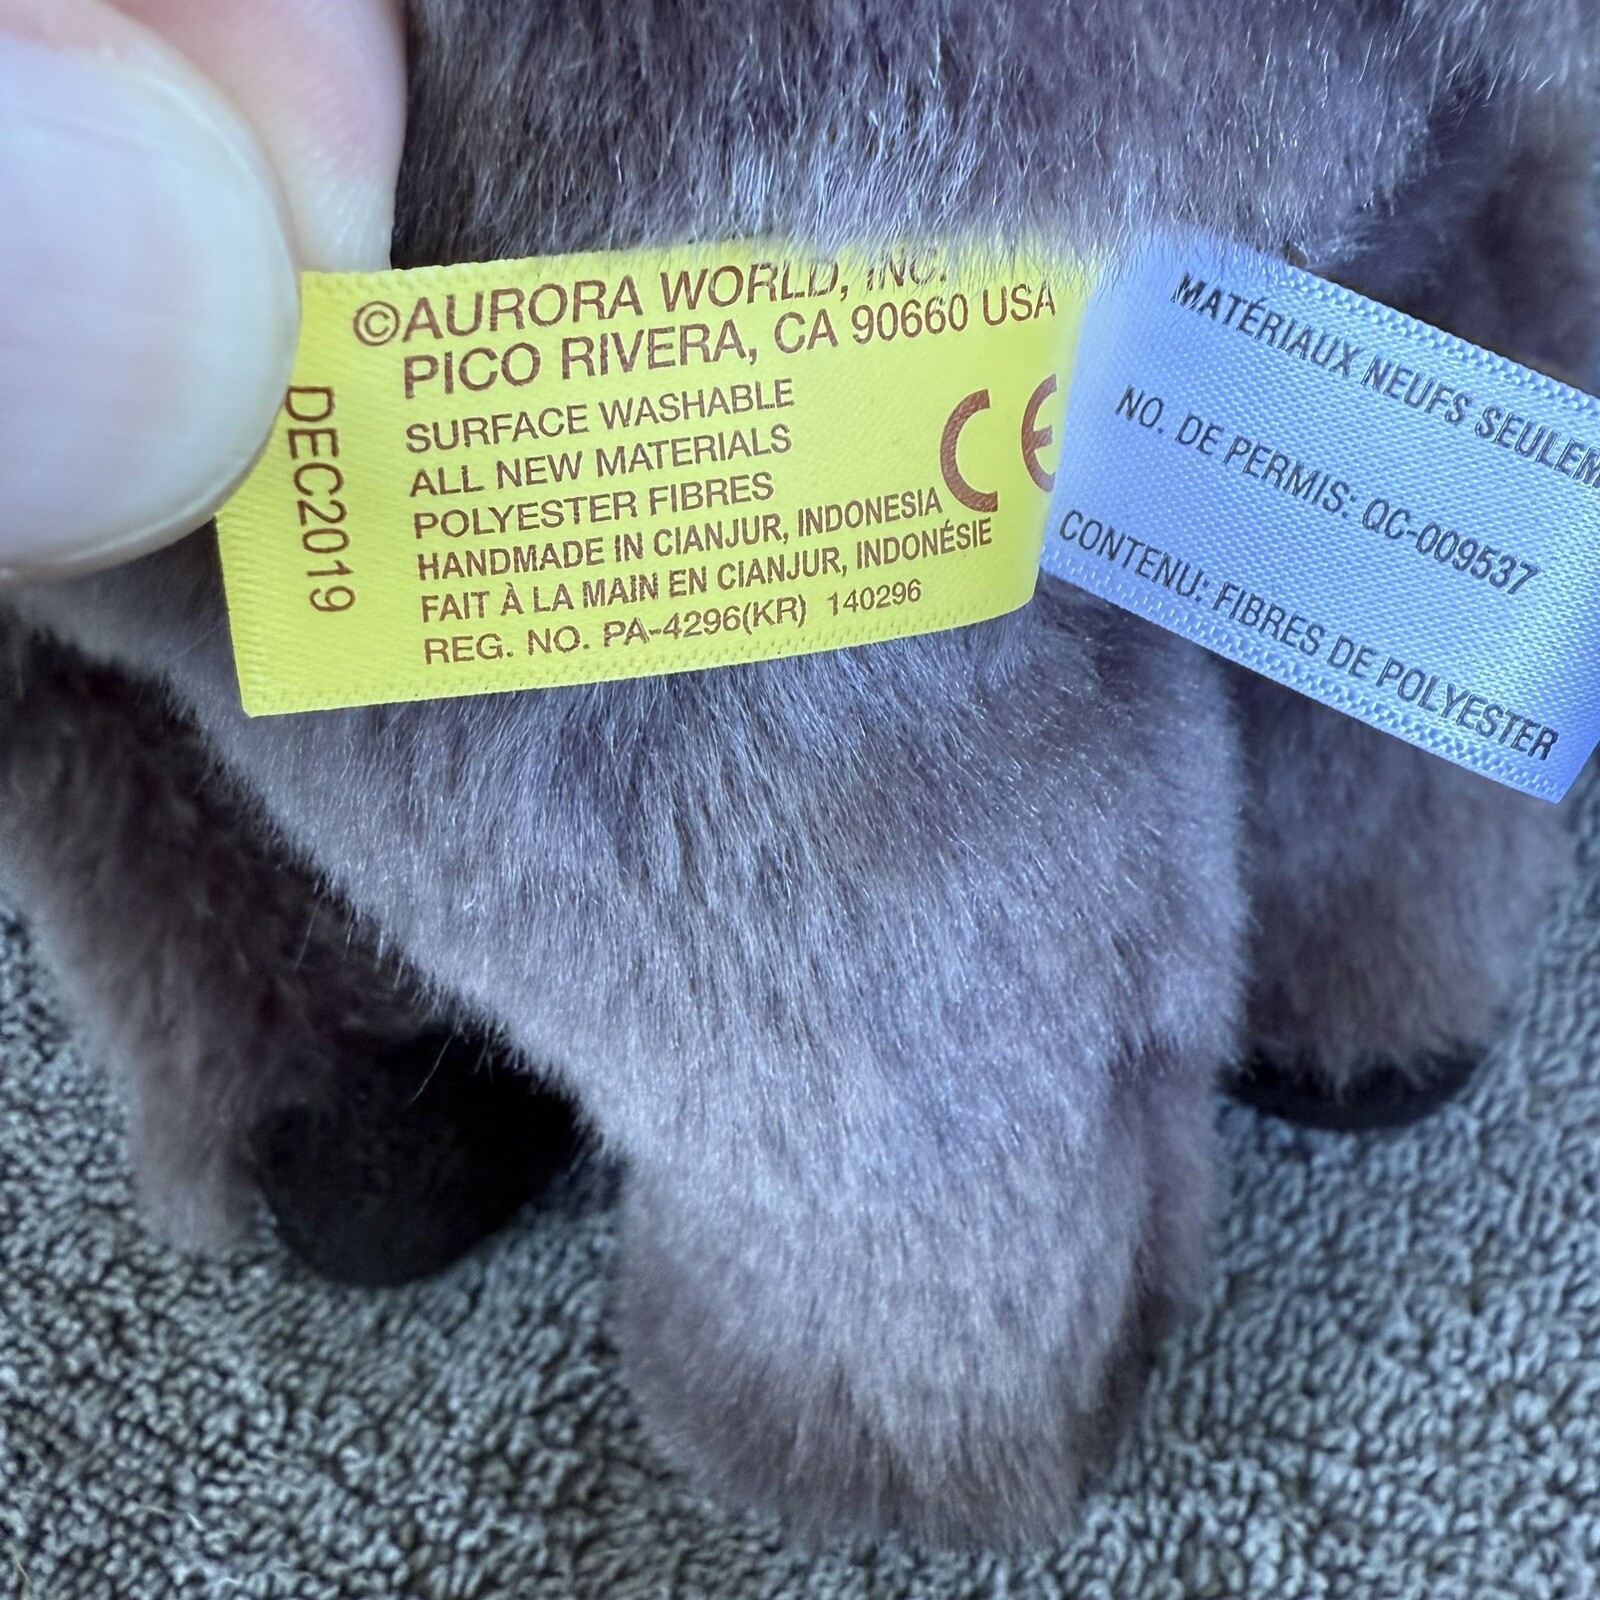 ©AURORA WORLD, INC.
PICO RIVERA, CA 90660 USA
SURFACE WASHABLE
ALL NEW MATERIALS
POLYESTER FIBRES
HANDMADE IN CIANJUR, INDONESIA
FAIT À LA MAIN EN CIANJUR, INDONÉSIE
REG. NO. PA-4296(KR) 140296
DEC2019
CE
MATÉRIAUX NEUFS
NO. DE PERMIS: QC-009537
CONTENU: FIBRES DE POLYESTER